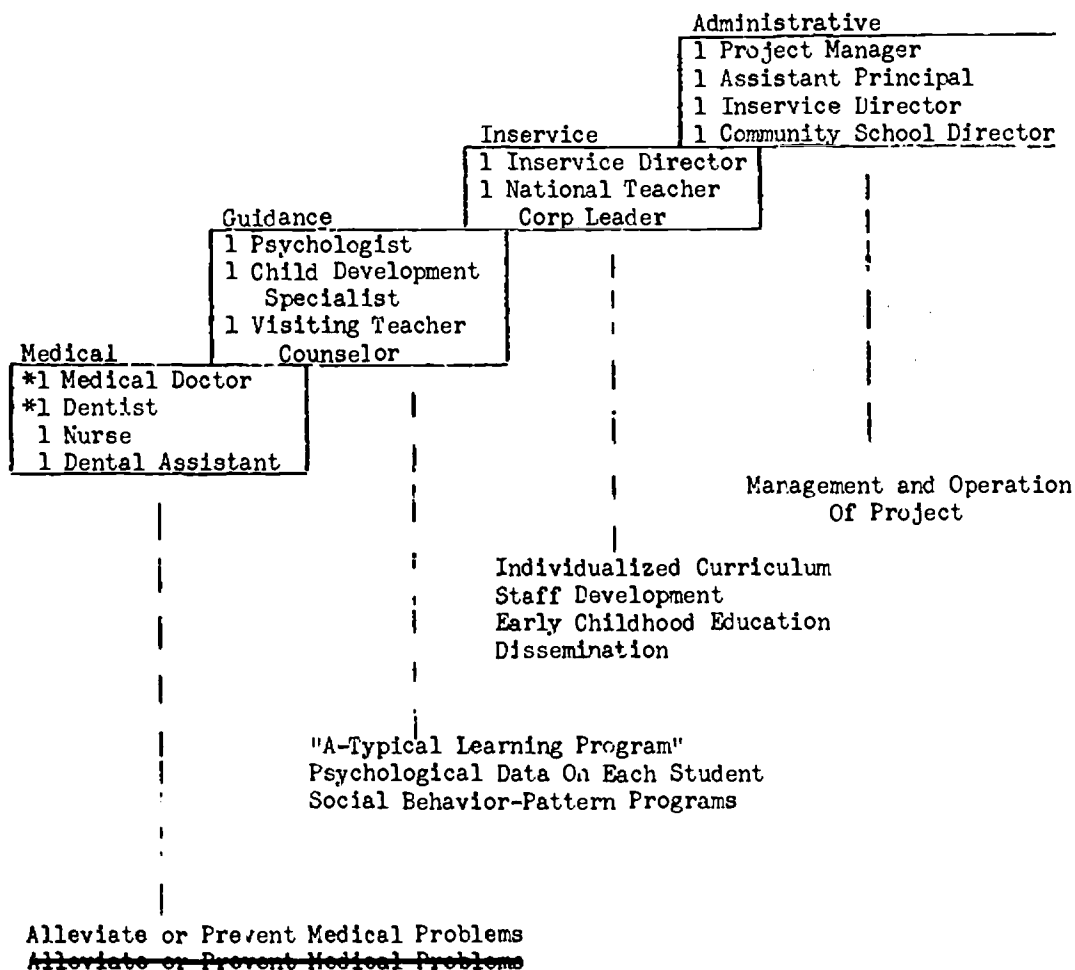 Administrative
1 Project Manager
1 Assistant Principal
1 Inservice Director
1 Community School Director
Inservice
1 Inservice Director
1 National Teacher
Corp Leader
Guidance
1 Psychologist
1 Child Development
Specialist
1 Visiting Teacher
Counselor
Medical
*1 Medical Doctor
*1 Dentist
1 Nurse
1 Dental Assistant
Management and Operation
Of Project
Individualized Curriculum
Staff Development
Early Childhood Education
Dissemination
"A-Typical Learning Program"
Psychological Data On Each Student
Social Behavior-Pattern Programs
Alleviate or Prevent Medical Problems
Alleviate or Prevent Medical Problems